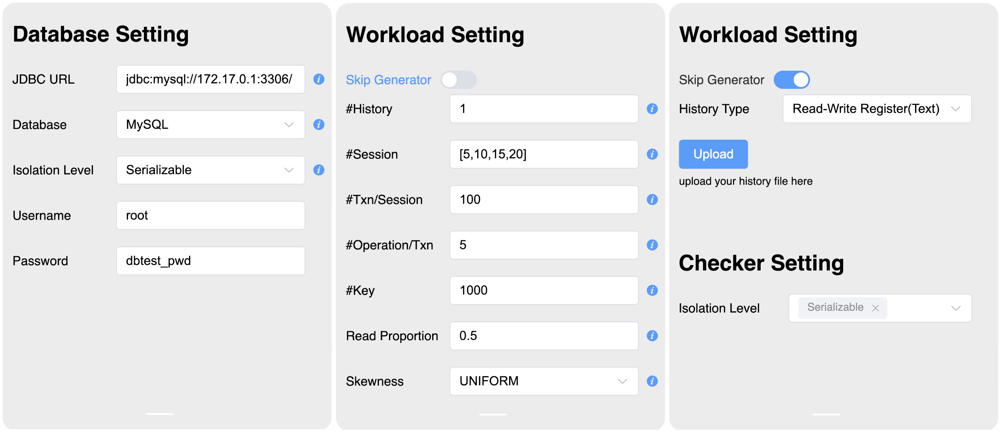 Database Setting
JDBC URL jdbc:mysql://172.17.0.1:3306/ i
Database MySQL i
Isolation Level Serializable i
Username root
Password dbtest_pwd
Workload Setting
Skip Generator
#History 1 i
#Session [5,10,15,20] i
#Txn/Session 100 i
#Operation/Txn 5 i
#Key 1000 i
Read Proportion 0.5 i
Skewness UNIFORM i
Workload Setting
Skip Generator
History Type Read-Write Register(Text)
Upload
upload your history file here
Checker Setting
Isolation Level Serializable